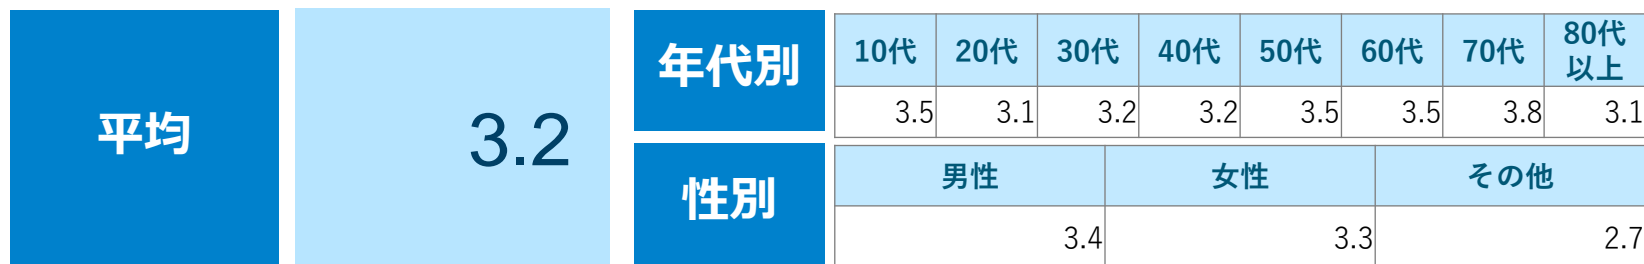 平均
3.2
年代別
10代 20代 30代 40代 50代 60代 70代 80代
以上
3.5 3.1 3.2 3.2 3.5 3.5 3.8 3.1
性別
男性 女性 その他
3.4 3.3 2.7